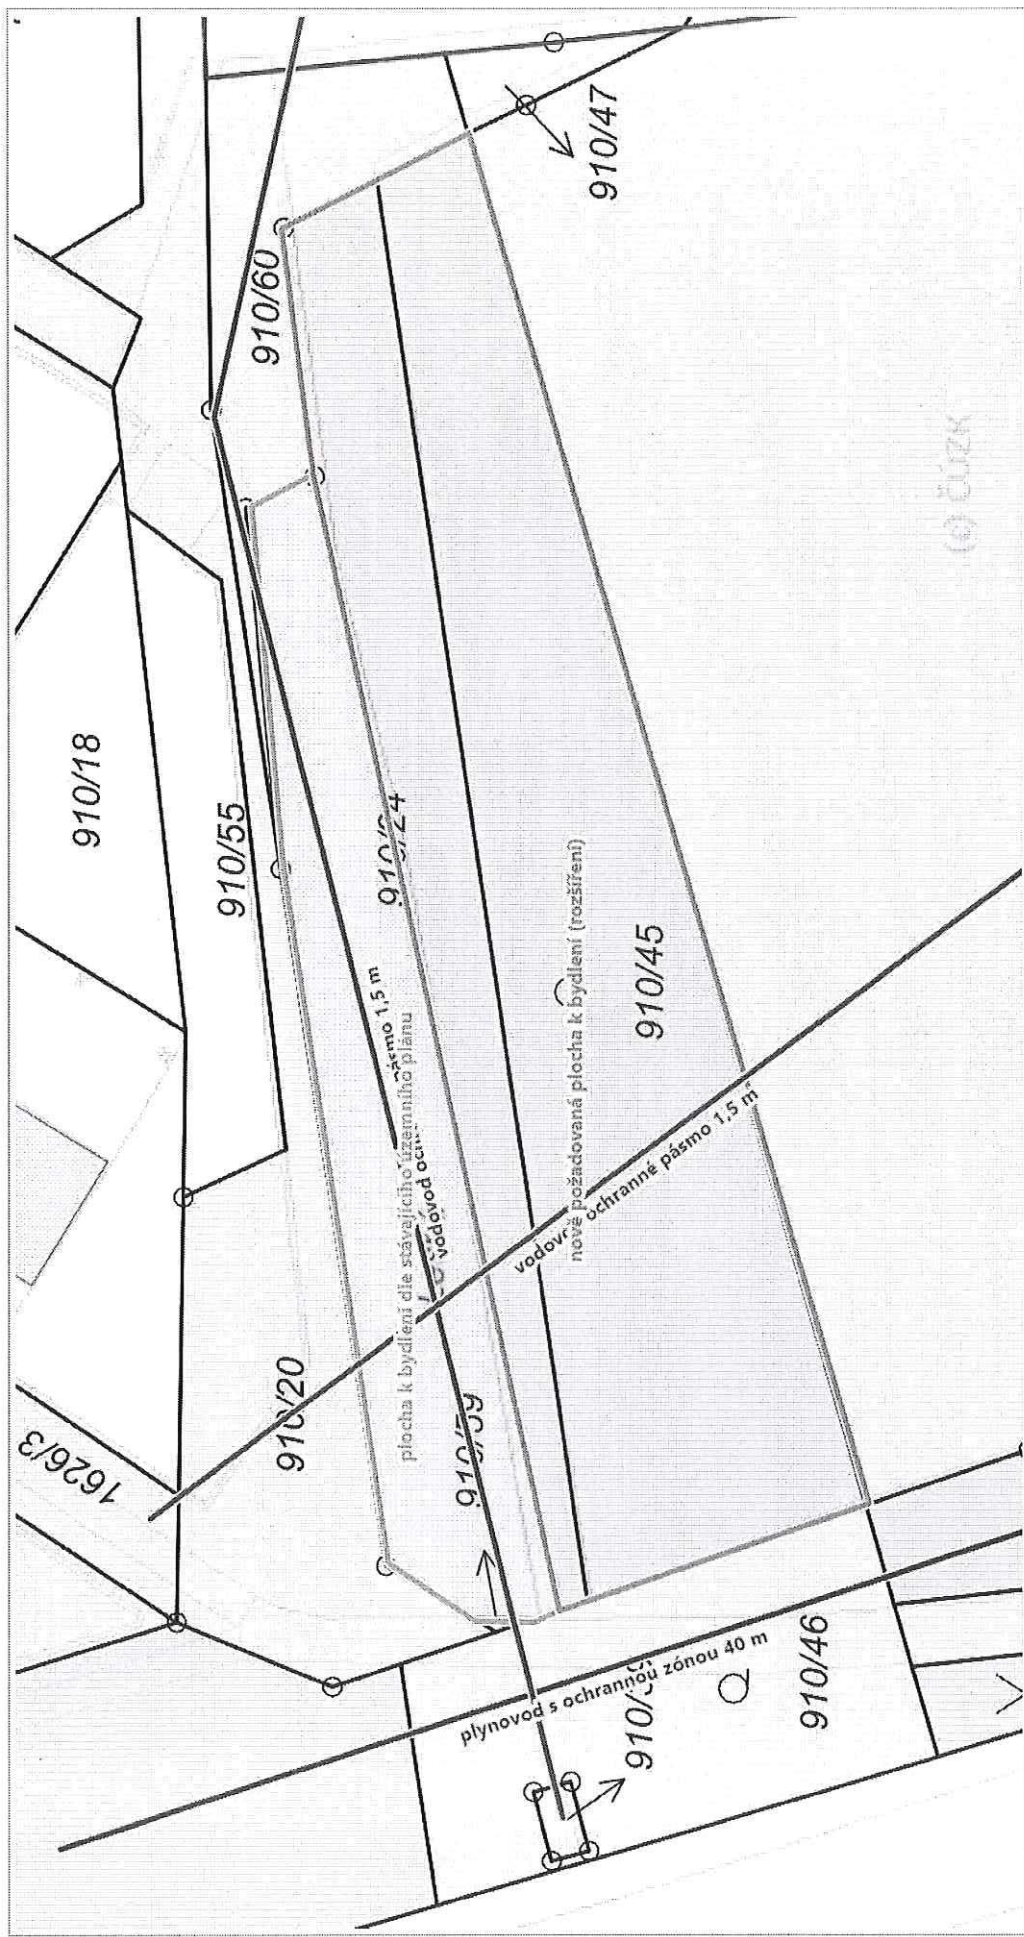 910/47
910/60
(c) ČÚZK
910/18
910/55
plocha k bydlení dle stávajícího územního plánu
pásmo 1,5 m
vodovod
nově požadovaná plocha k bydlení (rozšíření)
910/45
ochranné pásmo 1,5 m
910/20
1626/3
910/59
plynovod s ochrannou zónou 40 m
910/46